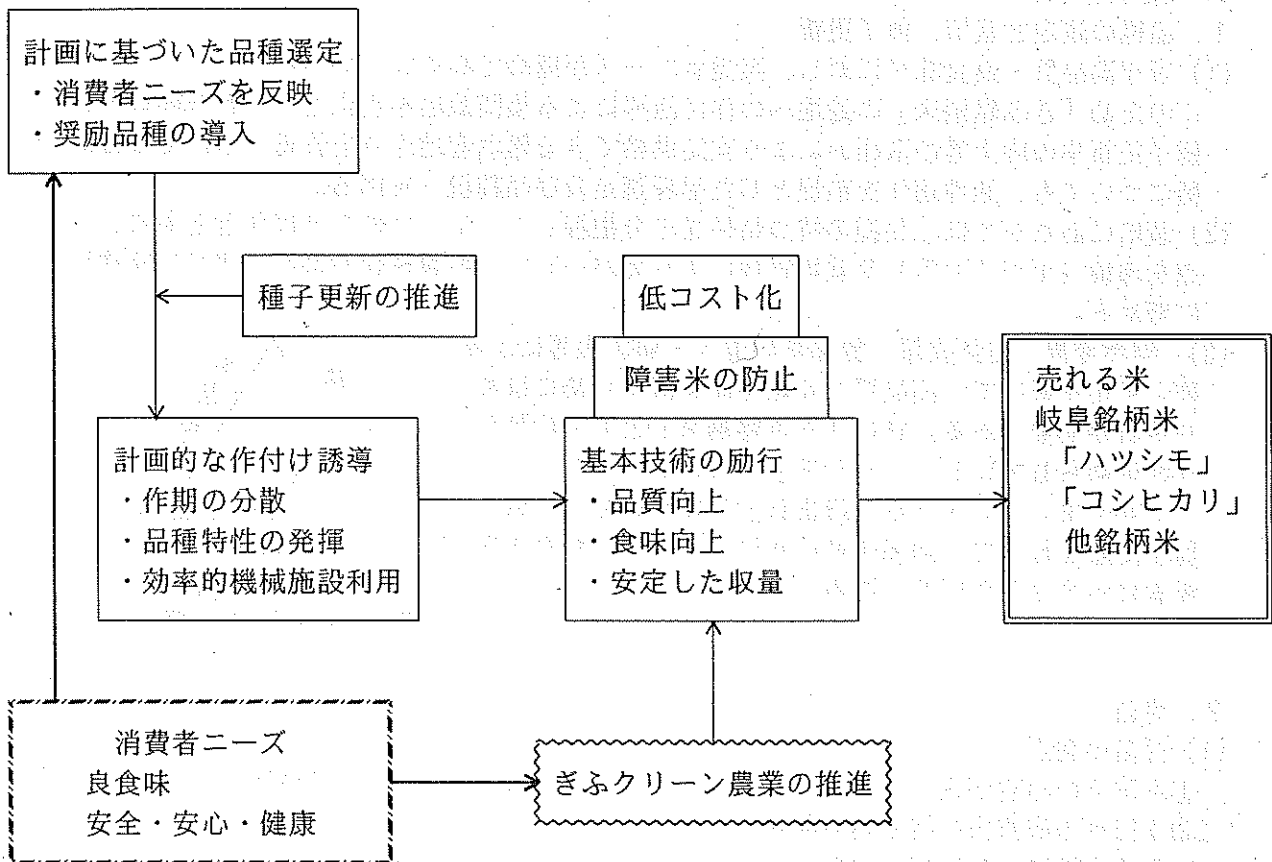 計画に基づいた品種選定
・消費者ニーズを反映
・奨励品種の導入
種子更新の推進
低コスト化
障害米の防止
計画的な作付け誘導
・作期の分散
・品種特性の発揮
・効率的機械施設利用
基本技術の励行
・品質向上
・食味向上
・安定した収量
売れる米
岐阜銘柄米
「ハツシモ」
「コシヒカリ」
他銘柄米
消費者ニーズ
良食味
安全・安心・健康
ぎふクリーン農業の推進